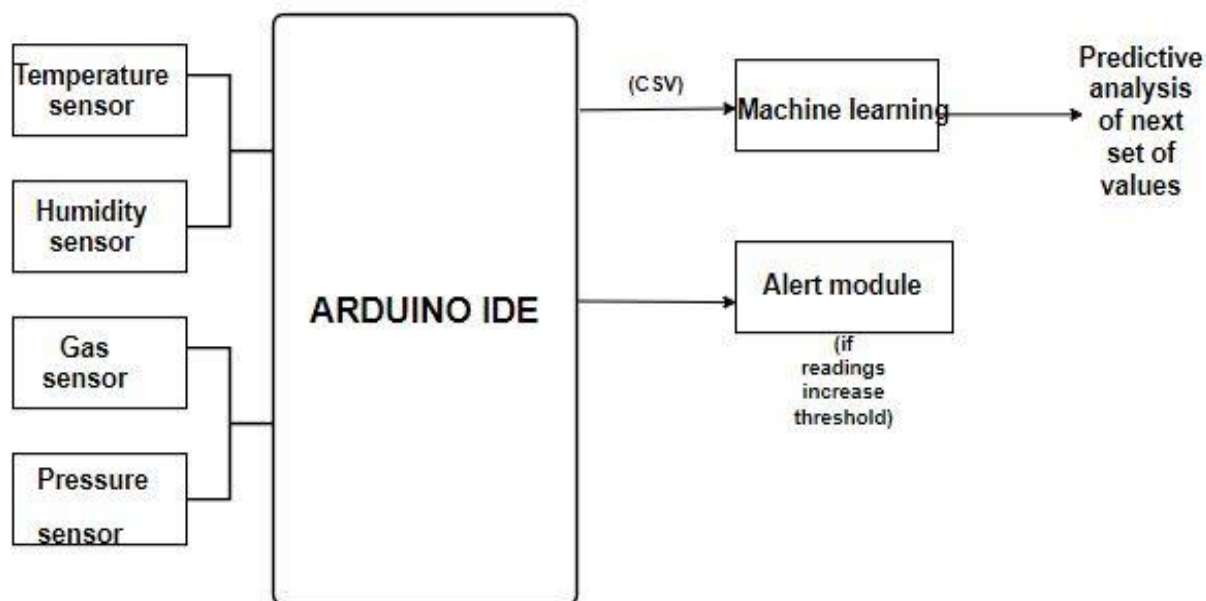 Temperature
sensor
Humidity
sensor
Gas
sensor
Pressure
sensor
ARDUINO IDE
(CSV)
Machine learning
Predictive
analysis
of next
set of
values
Alert module
(if
readings
increase
threshold)